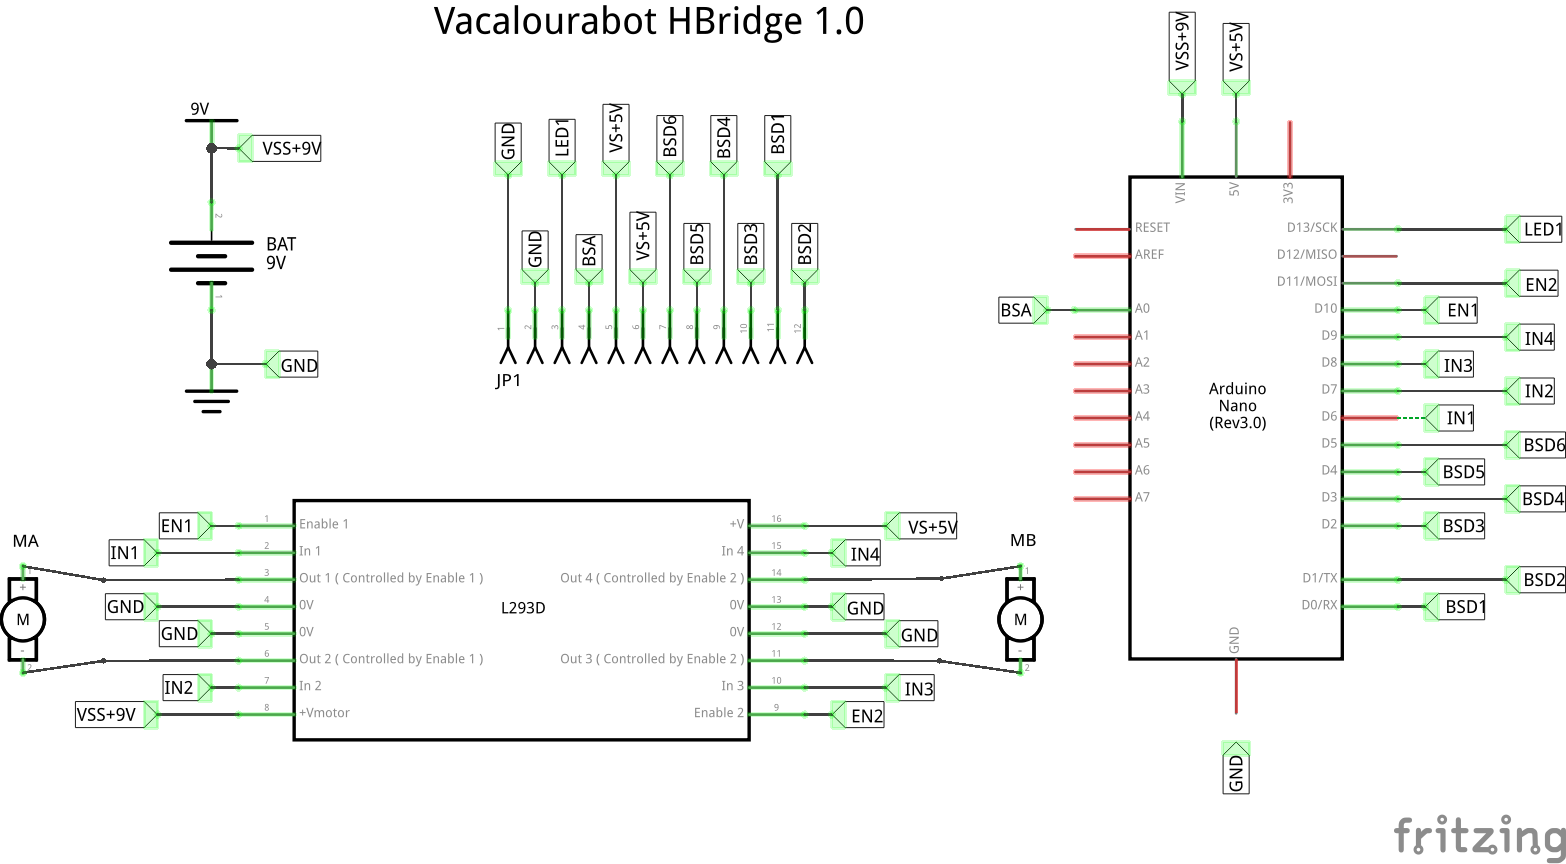 Vacalourabot HBridge 1.0
9V
VSS+9V
2
BAT
9V
1
GND
GND
LED1
VS+5V
BSD6
BSD4
BSD1
GND
BSA
VS+5V
BSD5
BSD3
BSD2
1
2
3
4
5
6
7
8
9
10
11
12
JP1
VSS+9V
VS+5V
VIN
5V
3V3
RESET
AREF
BSA
A0
A1
A2
A3
A4
A5
A6
A7
Arduino
Nano
(Rev3.0)
D13/SCK
LED1
D12/MISO
D11/MOSI
EN2
D10
EN1
D9
IN4
D8
IN3
D7
IN2
D6
IN1
D5
BSD6
D4
BSD5
D3
BSD4
D2
BSD3
D1/TX
BSD2
D0/RX
BSD1
GND
GND
MA
1
+
M
-
2
EN1
1
Enable 1
IN1
2
In 1
3
Out 1 ( Controlled by Enable 1 )
GND
4
0V
GND
5
0V
6
Out 2 ( Controlled by Enable 1 )
IN2
7
In 2
VSS+9V
8
+Vmotor
L293D
+V
16
VS+5V
In 4
15
IN4
Out 4 ( Controlled by Enable 2 )
14
0V
13
GND
0V
12
GND
Out 3 ( Controlled by Enable 2 )
11
In 3
10
IN3
Enable 2
9
EN2
MB
1
+
M
-
2
fritzing